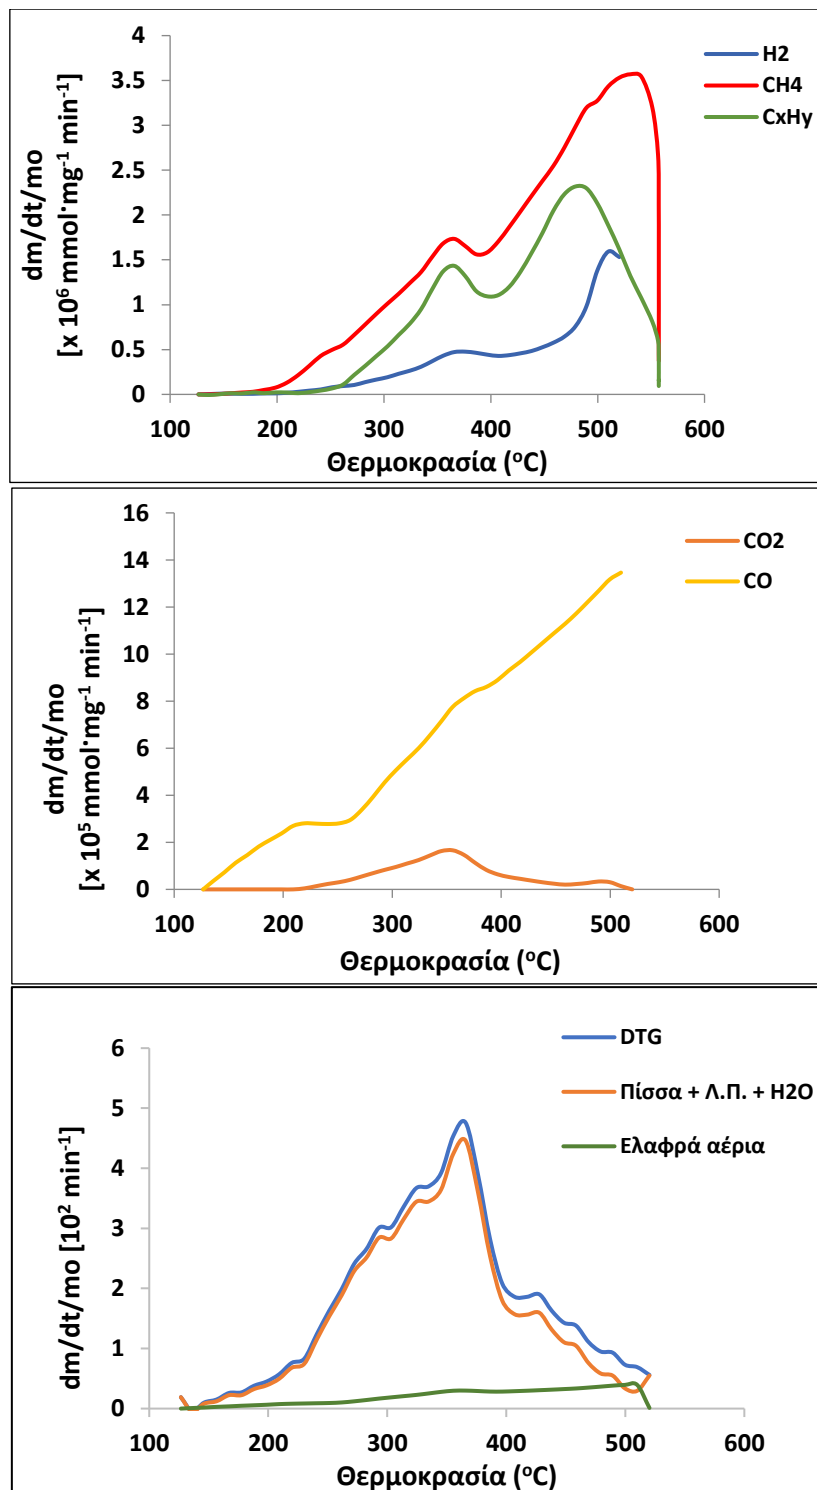 4
3.5
3
2.5
2
1.5
1
0.5
0
100 200 300 400 500 600
Θερμοκρασία (°C)
dm/dt/mo
[x 10⁶ mmol·mg⁻¹ min⁻¹]
H2
CH4
CxHy
16
14
12
10
8
6
4
2
0
100 200 300 400 500 600
Θερμοκρασία (°C)
dm/dt/mo
[x 10⁵ mmol·mg⁻¹ min⁻¹]
CO2
CO
6
5
4
3
2
1
0
100 200 300 400 500 600
Θερμοκρασία (°C)
dm/dt/mo [10² min⁻¹]
DTG
Πίσσα + Λ.Π. + H2O
Ελαφρά αέρια